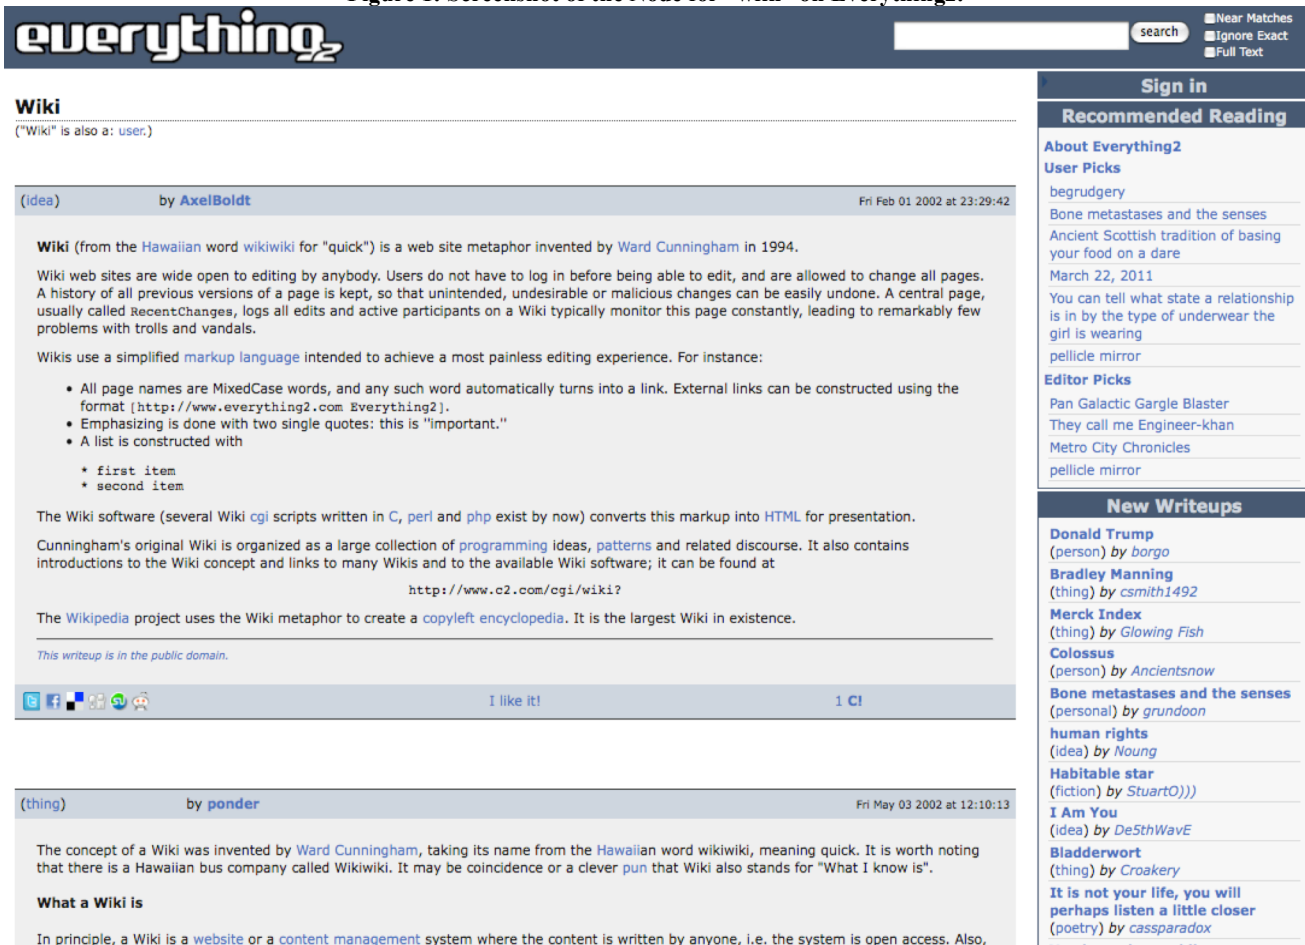 everything2
search
Near Matches
Ignore Exact
Full Text
Wiki
("Wiki" is also a: user.)
(idea) by AxelBoldt Fri Feb 01 2002 at 23:29:42
Wiki (from the Hawaiian word wikiwiki for "quick") is a web site metaphor invented by Ward Cunningham in 1994.
Wiki web sites are wide open to editing by anybody. Users do not have to log in before being able to edit, and are allowed to change all pages.
A history of all previous versions of a page is kept, so that unintended, undesirable or malicious changes can be easily undone. A central page,
usually called RecentChanges, logs all edits and active participants on a Wiki typically monitor this page constantly, leading to remarkably few
problems with trolls and vandals.
Wikis use a simplified markup language intended to achieve a most painless editing experience. For instance:
• All page names are MixedCase words, and any such word automatically turns into a link. External links can be constructed using the
format [http://www.everything2.com Everything2].
• Emphasizing is done with two single quotes: this is ''important.''
• A list is constructed with
* first item
* second item
The Wiki software (several Wiki cgi scripts written in C, perl and php exist by now) converts this markup into HTML for presentation.
Cunningham's original Wiki is organized as a large collection of programming ideas, patterns and related discourse. It also contains
introductions to the Wiki concept and links to many Wikis and to the available Wiki software; it can be found at
http://www.c2.com/cgi/wiki?
The Wikipedia project uses the Wiki metaphor to create a copyleft encyclopedia. It is the largest Wiki in existence.
This writeup is in the public domain.
I like it! 1 C!
(thing) by ponder Fri May 03 2002 at 12:10:13
The concept of a Wiki was invented by Ward Cunningham, taking its name from the Hawaiian word wikiwiki, meaning quick. It is worth noting
that there is a Hawaiian bus company called Wikiwiki. It may be coincidence or a clever pun that Wiki also stands for "What I know is".
What a Wiki is
In principle, a Wiki is a website or a content management system where the content is written by anyone, i.e. the system is open access. Also,
Sign in
Recommended Reading
About Everything2
User Picks
begrudgery
Bone metastases and the senses
Ancient Scottish tradition of basing
your food on a dare
March 22, 2011
You can tell what state a relationship
is in by the type of underwear the
girl is wearing
pellicle mirror
Editor Picks
Pan Galactic Gargle Blaster
They call me Engineer-khan
Metro City Chronicles
pellicle mirror
New Writeups
Donald Trump
(person) by borgo
Bradley Manning
(thing) by csmith1492
Merck Index
(thing) by Glowing Fish
Colossus
(person) by Ancientsnow
Bone metastases and the senses
(personal) by grundoon
human rights
(idea) by Noung
Habitable star
(fiction) by StuartO)))
I Am You
(idea) by De5thWavE
Bladderwort
(thing) by Croakery
It is not your life, you will
perhaps listen a little closer
(poetry) by cassparadox